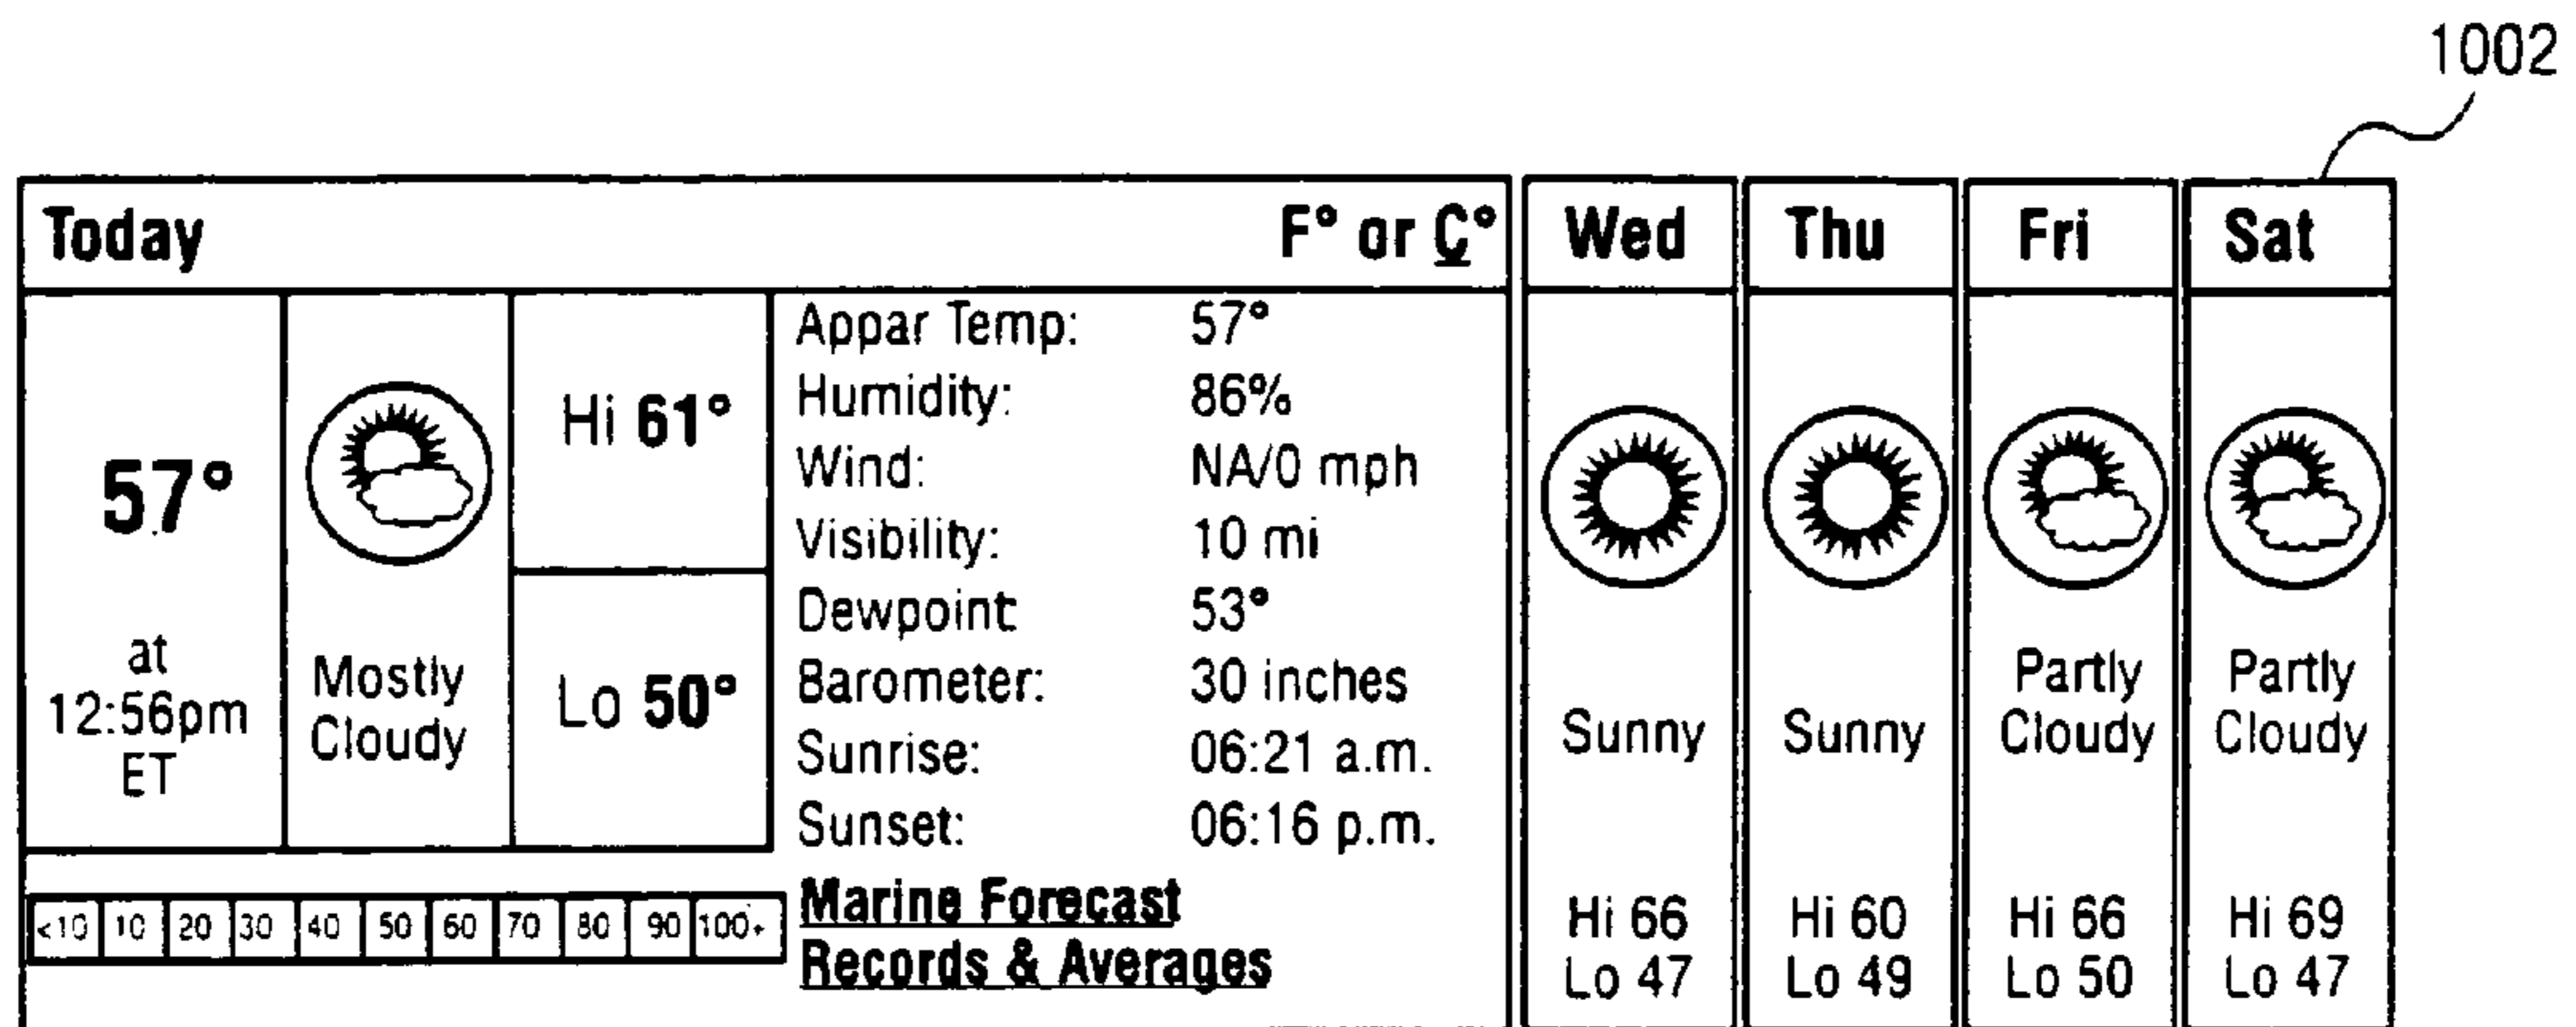 1002
Today F° or C°
57°
at
12:56pm
ET
Mostly
Cloudy
Hi 61°
Lo 50°
Appar Temp: 57°
Humidity: 86%
Wind: NA/0 mph
Visibility: 10 mi
Dewpoint: 53°
Barometer: 30 inches
Sunrise: 06:21 a.m.
Sunset: 06:16 p.m.
<10 10 20 30 40 50 60 70 80 90 100+
Marine Forecast
Records & Averages
Wed
Sunny
Hi 66
Lo 47
Thu
Sunny
Hi 60
Lo 49
Fri
Partly
Cloudy
Hi 66
Lo 50
Sat
Partly
Cloudy
Hi 69
Lo 47